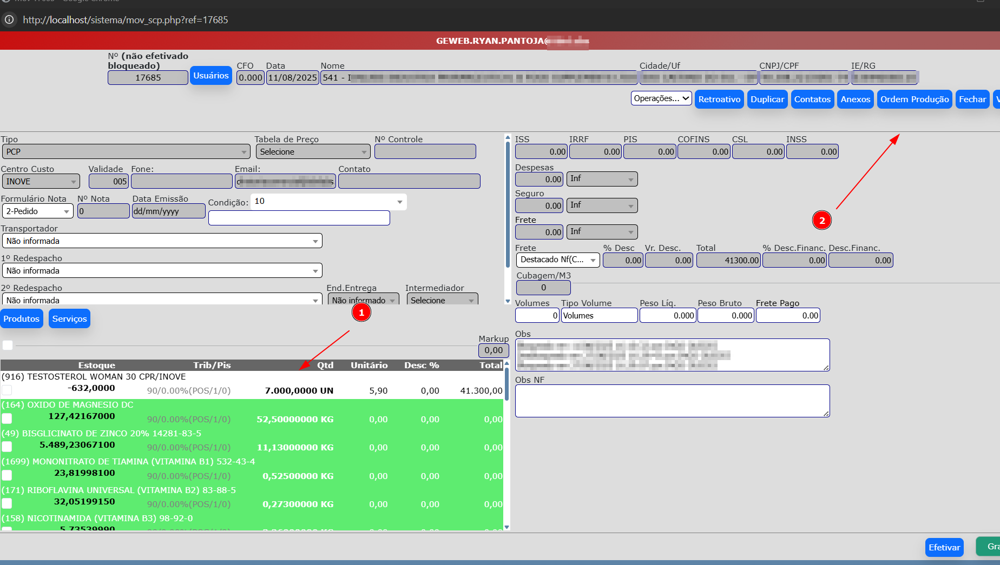 http://localhost/sistema/mov_scp.php?ref=17685
GEWEB.RYAN.PANTOJA@
Nº (não efetivado bloqueado)
17685
Usuários
CFO
0.000
Data
11/08/2025
Nome
541 -
Cidade/Uf
CNPJ/CPF
IE/RG
Operações...
Retroativo
Duplicar
Contatos
Anexos
Ordem Produção
Fechar
Tipo
PCP
Tabela de Preço
Selecione
Nº Controle
Centro Custo
INOVE
Validade
005
Fone:
Email:
Contato
Formulário Nota
2-Pedido
Nº Nota
0
Data Emissão
dd/mm/yyyy
Condição:
10
Transportador
Não informada
1º Redespacho
Não informada
2º Redespacho
Não informada
End.Entrega
Não informado
Intermediador
Selecione
1
Produtos
Serviços
Markup
0,00
Estoque Trib/Pis Qtd Unitário Desc % Total
(916) TESTOSTEROL WOMAN 30 CPR/INOVE
-632,0000 90/0.00%(POS/1/0) 7.000,0000 UN 5,90 0,00 41.300,00
(164) OXIDO DE MAGNESIO DC
127,42167000 90/0.00%(POS/1/0) 52,50000000 KG 0,00 0,00 0,00
(49) BISGLICINATO DE ZINCO 20% 14281-83-5
5.489,23067100 90/0.00%(POS/1/0) 11,13000000 KG 0,00 0,00 0,00
(1699) MONONITRATO DE TIAMINA (VITAMINA B1) 532-43-4
23,81998100 90/0.00%(POS/1/0) 0,52500000 KG 0,00 0,00 0,00
(171) RIBOFLAVINA UNIVERSAL (VITAMINA B2) 83-88-5
32,05199150 90/0.00%(POS/1/0) 0,27300000 KG 0,00 0,00 0,00
(158) NICOTINAMIDA (VITAMINA B3) 98-92-0
5,73539990
ISS IRRF PIS COFINS CSL INSS
0.00 0.00 0.00 0.00 0.00 0.00
Despesas
0.00 Inf
Seguro
0.00 Inf
Frete
0.00 Inf
2
Frete % Desc Vr. Desc. Total % Desc.Financ. Desc.Financ.
Destacado Nf(C... 0.00 0.00 41300.00 0.00 0.00
Cubagem/M3
0
Volumes Tipo Volume Peso Líq. Peso Bruto Frete Pago
0 Volumes 0.000 0.000 0.00
Obs
Obs NF
Efetivar
Gra